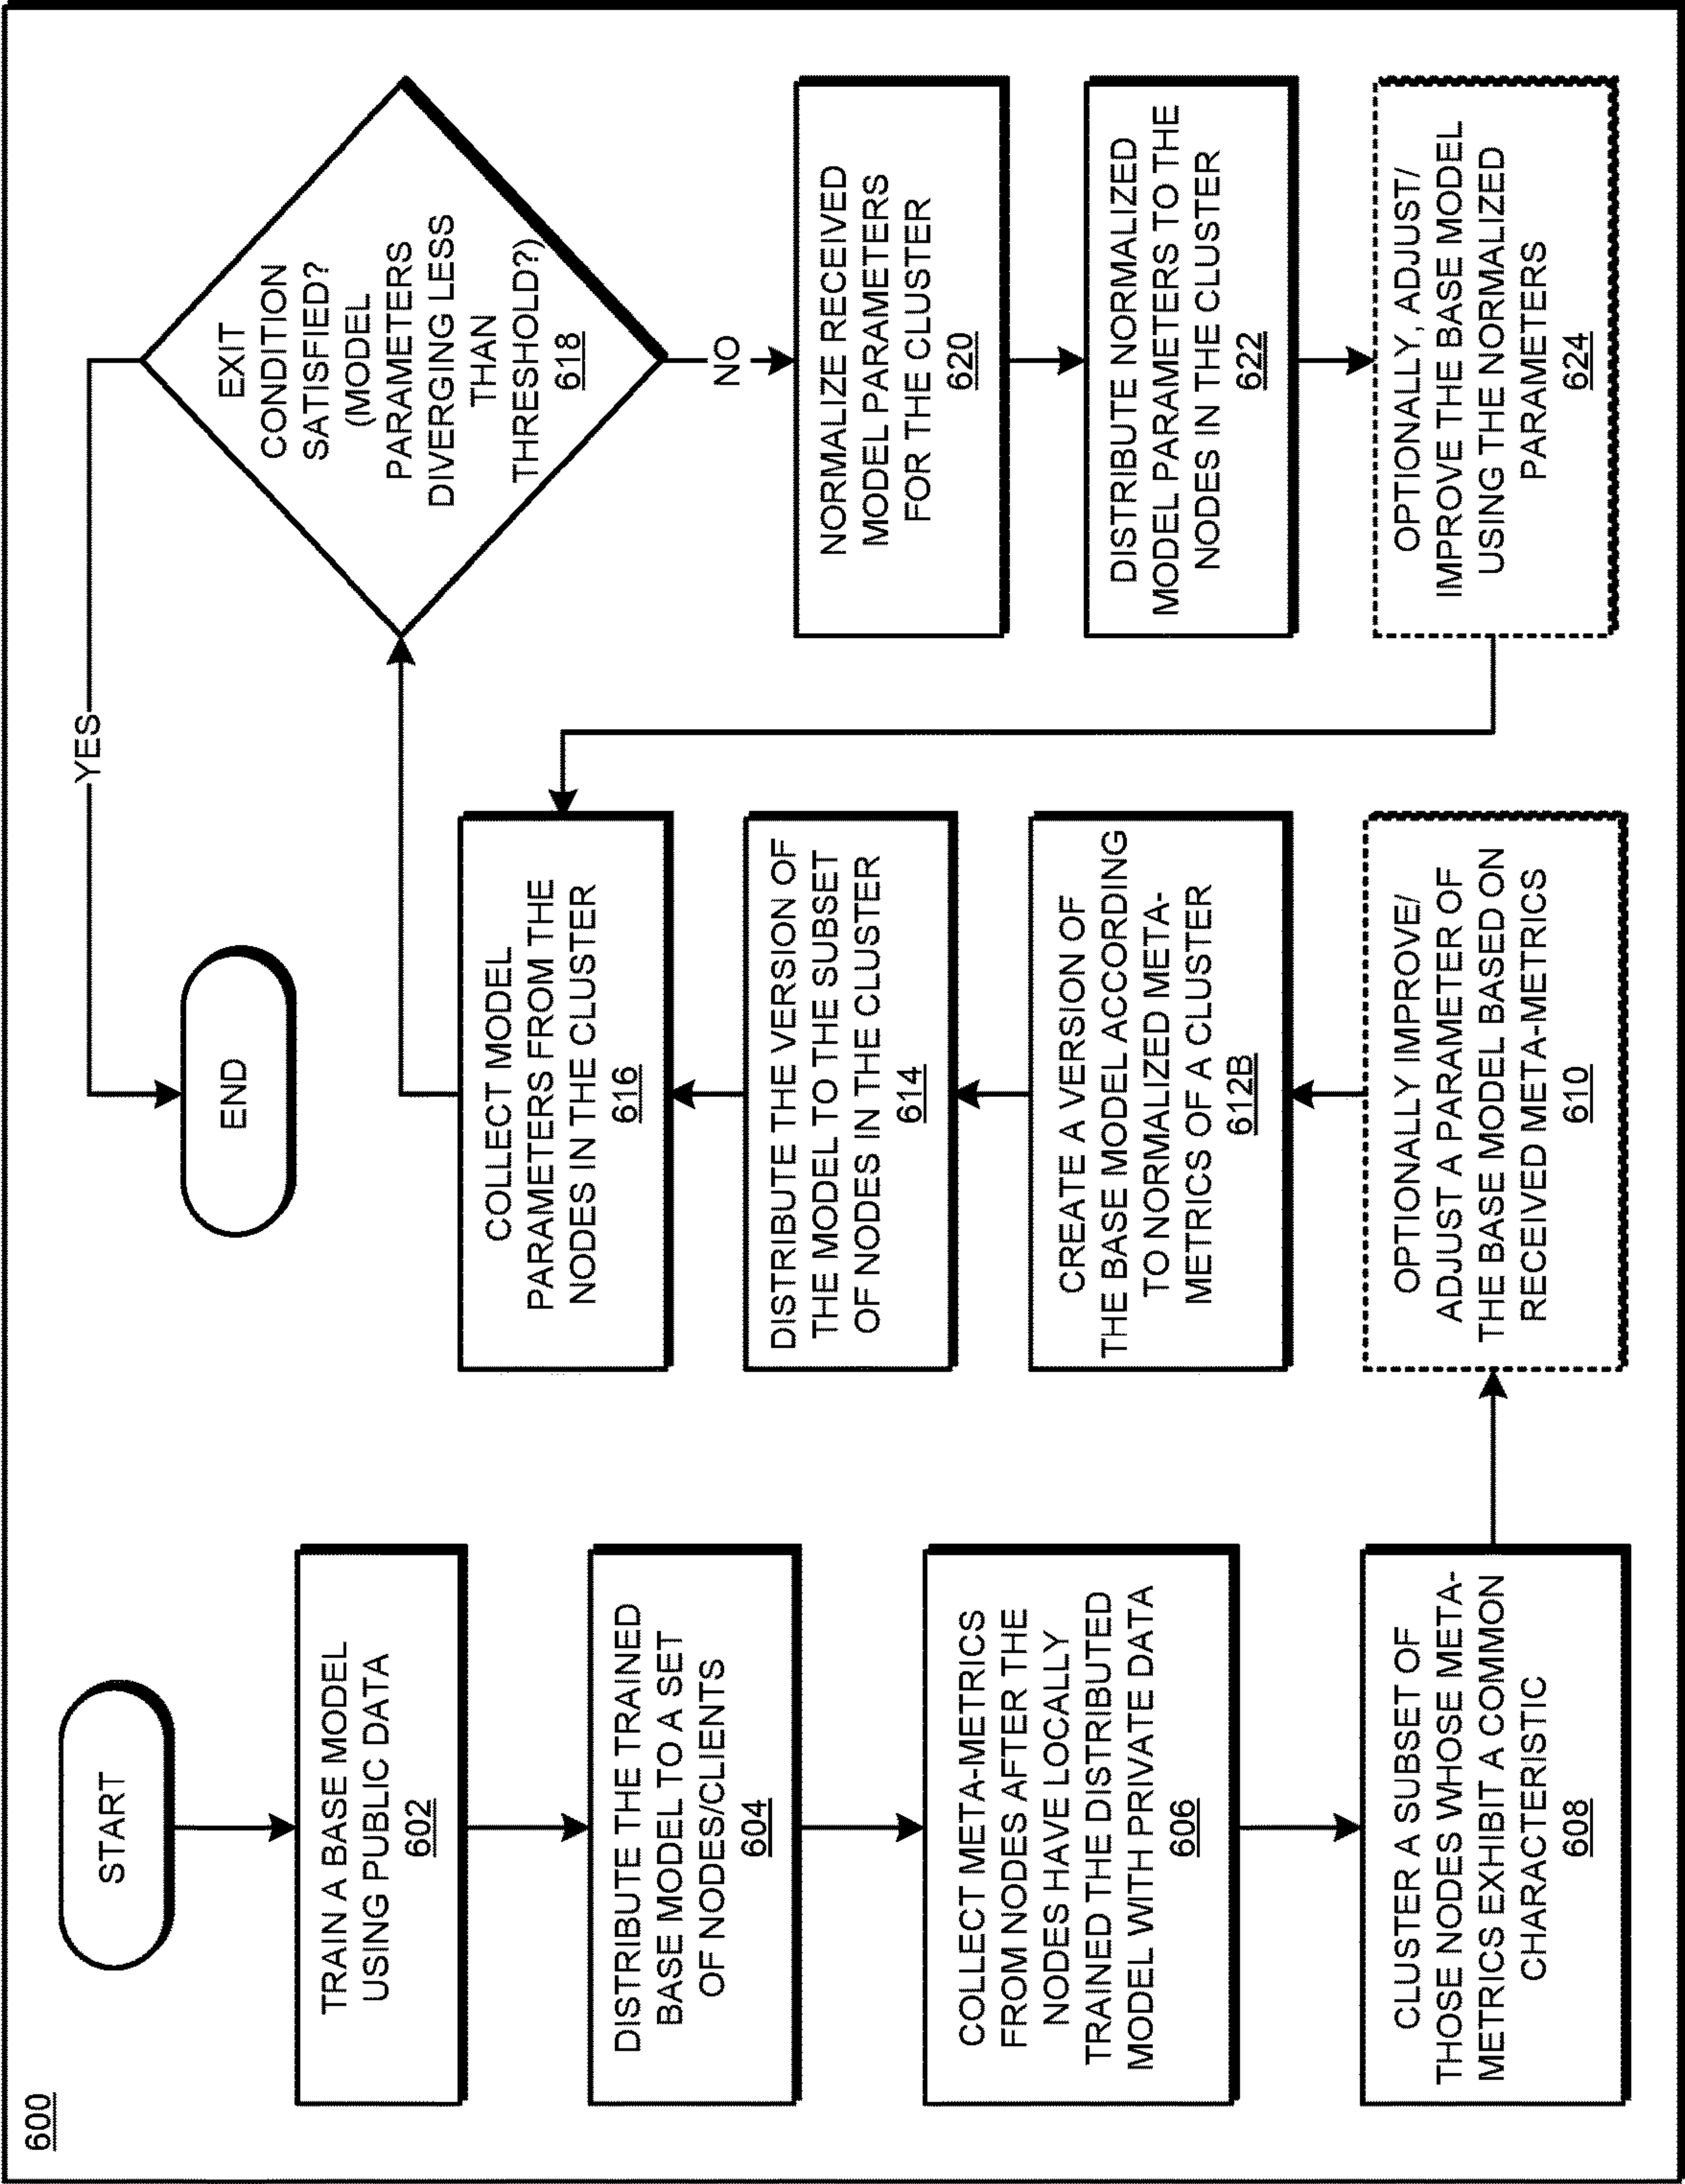 600
START
TRAIN A BASE MODEL
USING PUBLIC DATA
602
DISTRIBUTE THE TRAINED
BASE MODEL TO A SET
OF NODES/CLIENTS
604
COLLECT META-METRICS
FROM NODES AFTER THE
NODES HAVE LOCALLY
TRAINED THE DISTRIBUTED
MODEL WITH PRIVATE DATA
606
CLUSTER A SUBSET OF
THOSE NODES WHOSE META-
METRICS EXHIBIT A COMMON
CHARACTERISTIC
608
OPTIONALLY IMPROVE/
ADJUST A PARAMETER OF
THE BASE MODEL BASED ON
RECEIVED META-METRICS
610
CREATE A VERSION OF
THE BASE MODEL ACCORDING
TO NORMALIZED META-
METRICS OF A CLUSTER
612B
DISTRIBUTE THE VERSION OF
THE MODEL TO THE SUBSET
OF NODES IN THE CLUSTER
614
COLLECT MODEL
PARAMETERS FROM THE
NODES IN THE CLUSTER
616
END
YES
EXIT
CONDITION
SATISFIED?
(MODEL
PARAMETERS
DIVERGING LESS
THAN
THRESHOLD?)
618
NO
NORMALIZE RECEIVED
MODEL PARAMETERS
FOR THE CLUSTER
620
DISTRIBUTE NORMALIZED
MODEL PARAMETERS TO THE
NODES IN THE CLUSTER
622
OPTIONALLY, ADJUST/
IMPROVE THE BASE MODEL
USING THE NORMALIZED
PARAMETERS
624